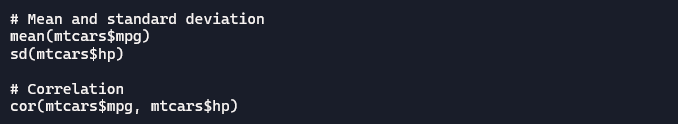 # Mean and standard deviation
mean(mtcars$mpg)
sd(mtcars$hp)

# Correlation
cor(mtcars$mpg, mtcars$hp)